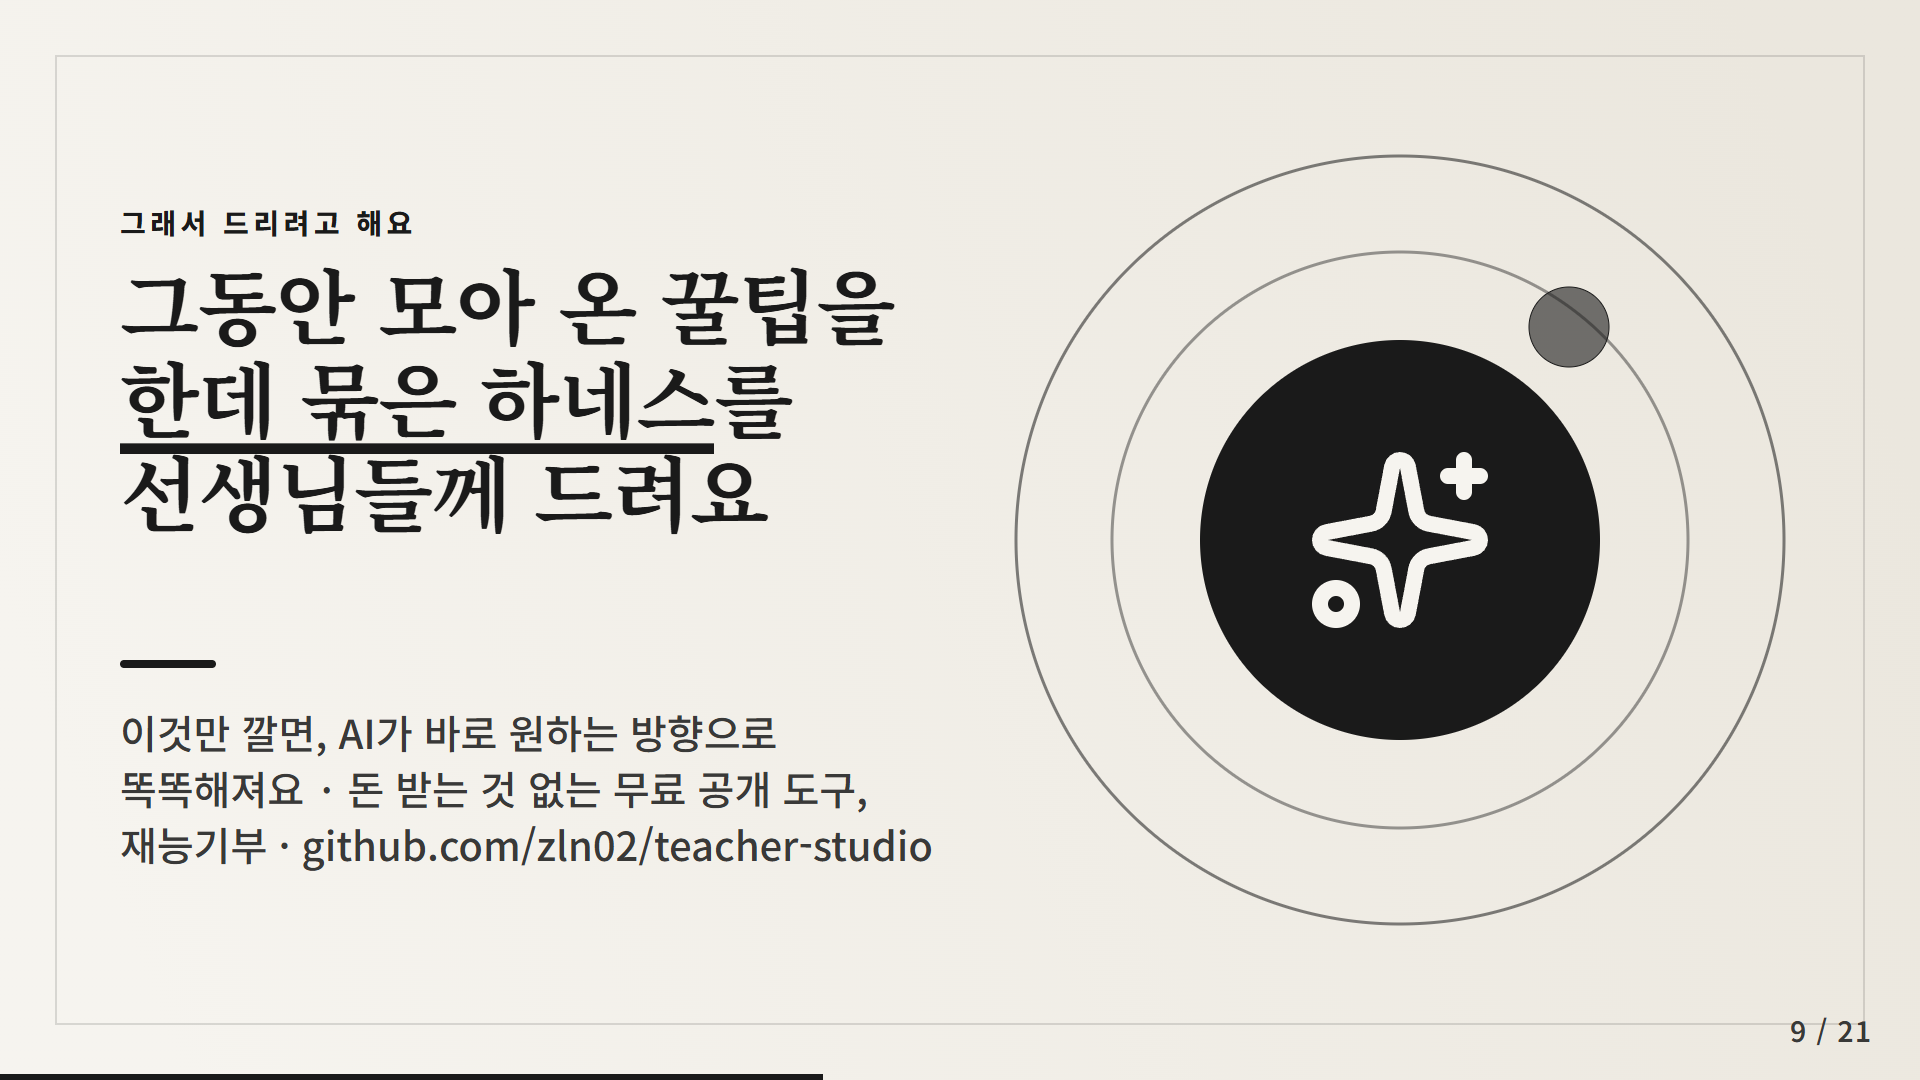 그래서 드리려고 해요
그동안 모아 온 꿀팁을
한데 묶은 하네스를
선생님들께 드려요
이것만 깔면, AI가 바로 원하는 방향으로
똑똑해져요 · 돈 받는 것 없는 무료 공개 도구,
재능기부 · github.com/zln02/teacher-studio
9 / 21